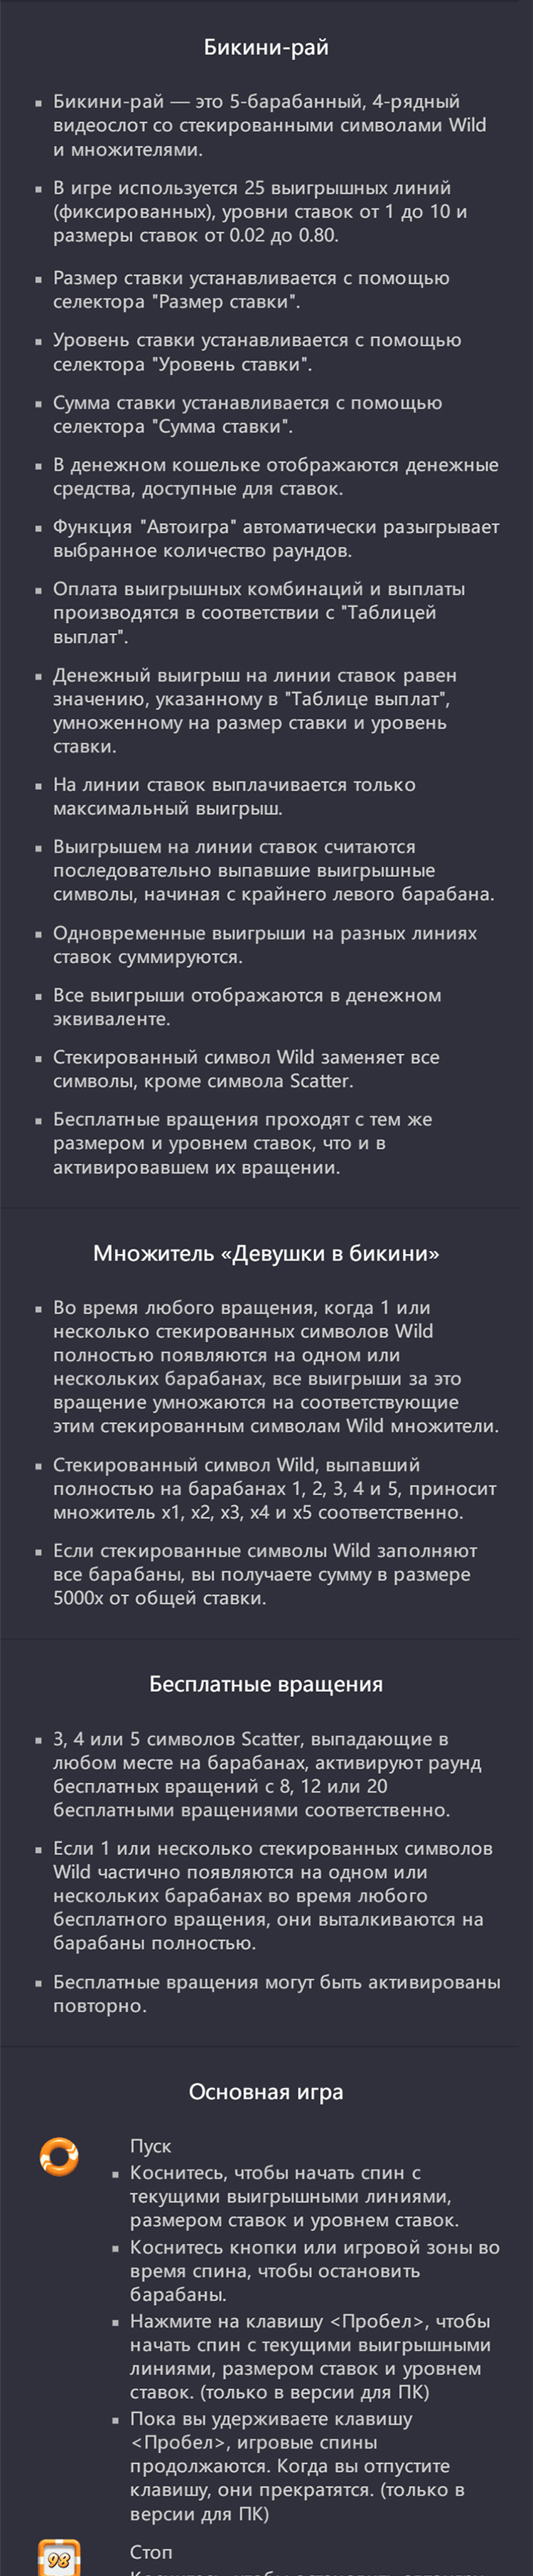 Бикини-рай
Бикини-рай — это 5-барабанный, 4-рядный
видеослот со стекированными символами Wild
и множителями.
В игре используется 25 выигрышных линий
(фиксированных), уровни ставок от 1 до 10 и
размеры ставок от 0.02 до 0.80.
Размер ставки устанавливается с помощью
селектора "Размер ставки".
Уровень ставки устанавливается с помощью
селектора "Уровень ставки".
Сумма ставки устанавливается с помощью
селектора "Сумма ставки".
В денежном кошельке отображаются денежные
средства, доступные для ставок.
Функция "Автоигра" автоматически разыгрывает
выбранное количество раундов.
Оплата выигрышных комбинаций и выплаты
производятся в соответствии с "Таблицей
выплат".
Денежный выигрыш на линии ставок равен
значению, указанному в "Таблице выплат",
умноженному на размер ставки и уровень
ставки.
На линии ставок выплачивается только
максимальный выигрыш.
Выигрышем на линии ставок считаются
последовательно выпавшие выигрышные
символы, начиная с крайнего левого барабана.
Одновременные выигрыши на разных линиях
ставок суммируются.
Все выигрыши отображаются в денежном
эквиваленте.
Стекированный символ Wild заменяет все
символы, кроме символа Scatter.
Бесплатные вращения проходят с тем же
размером и уровнем ставок, что и в
активировавшем их вращении.
Множитель «Девушки в бикини»
Во время любого вращения, когда 1 или
несколько стекированных символов Wild
полностью появляются на одном или
нескольких барабанах, все выигрыши за это
вращение умножаются на соответствующие
этим стекированным символам Wild множители.
Стекированный символ Wild, выпавший
полностью на барабанах 1, 2, 3, 4 и 5, приносит
множитель x1, x2, x3, x4 и x5 соответственно.
Если стекированные символы Wild заполняют
все барабаны, вы получаете сумму в размере
5000x от общей ставки.
Бесплатные вращения
3, 4 или 5 символов Scatter, выпадающие в
любом месте на барабанах, активируют раунд
бесплатных вращений с 8, 12 или 20
бесплатными вращениями соответственно.
Если 1 или несколько стекированных символов
Wild частично появляются на одном или
нескольких барабанах во время любого
бесплатного вращения, они выталкиваются на
барабаны полностью.
Бесплатные вращения могут быть активированы
повторно.
Основная игра
Пуск
Коснитесь, чтобы начать спин с
текущими выигрышными линиями,
размером ставок и уровнем ставок.
Коснитесь кнопки или игровой зоны во
время спина, чтобы остановить
барабаны.
Нажмите на клавишу <Пробел>, чтобы
начать спин с текущими выигрышными
линиями, размером ставок и уровнем
ставок. (только в версии для ПК)
Пока вы удерживаете клавишу
<Пробел>, игровые спины
продолжаются. Когда вы отпустите
клавишу, они прекратятся. (только в
версии для ПК)
98
Стоп